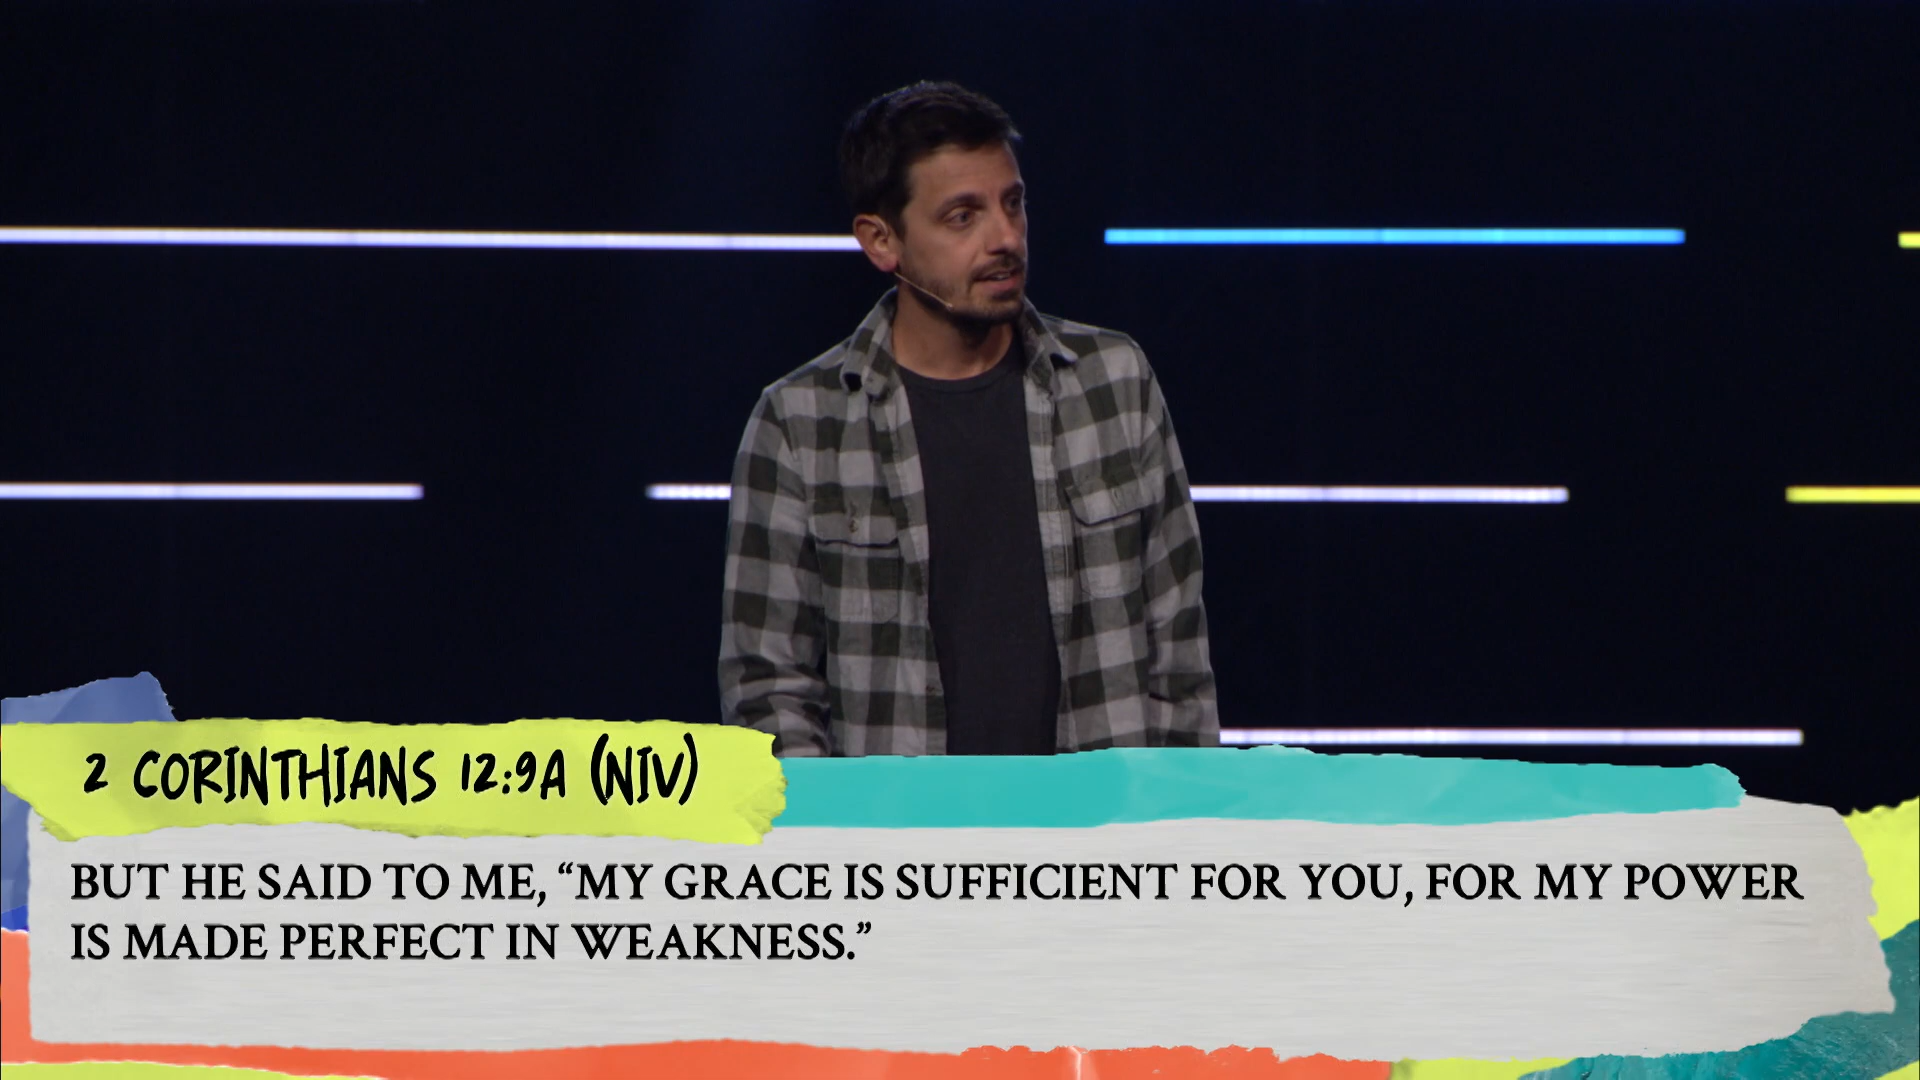 2 CORINTHIANS 12:9A (NIV)
BUT HE SAID TO ME, “MY GRACE IS SUFFICIENT FOR YOU, FOR MY POWER
IS MADE PERFECT IN WEAKNESS.”